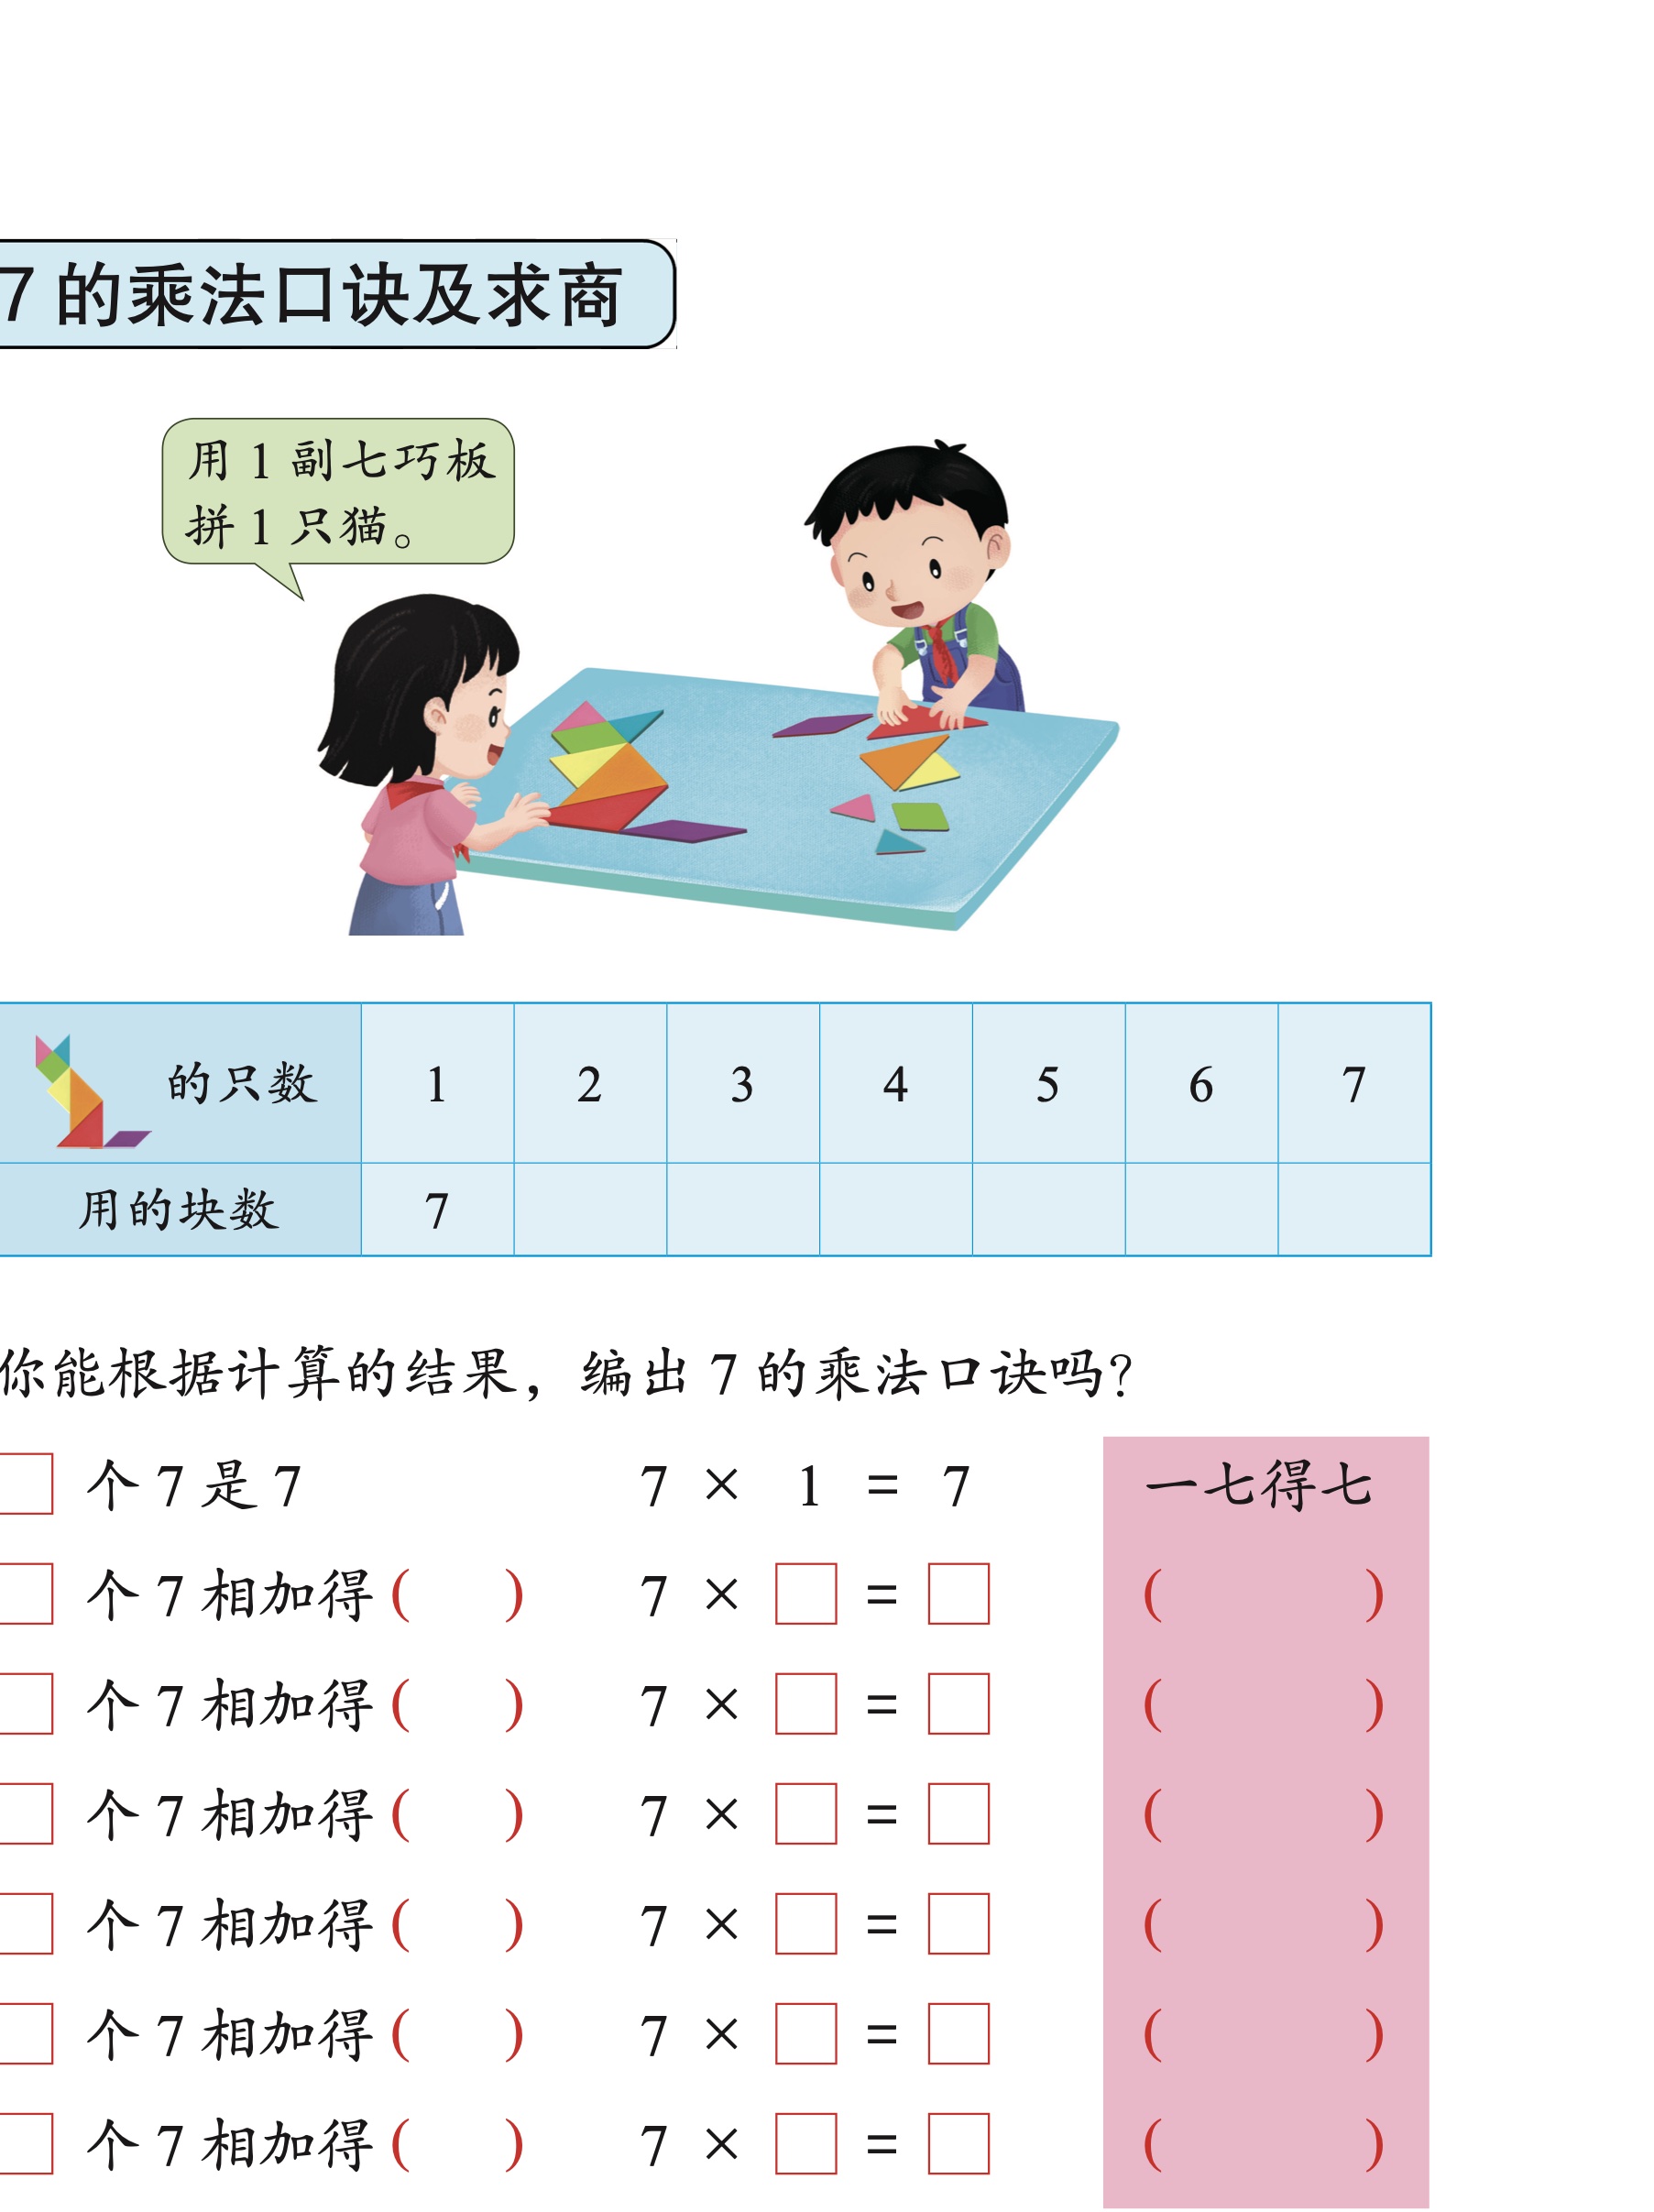 7 的乘法口诀及求商
用 1 副七巧板
拼 1 只猫。
的只数 1 2 3 4 5 6 7
用的块数 7
你能根据计算的结果，编出 7 的乘法口诀吗？
□ 个 7 是 7 7 × 1 = 7 一七得七
□ 个 7 相加得( ) 7 × □ = □ ( )
□ 个 7 相加得( ) 7 × □ = □ ( )
□ 个 7 相加得( ) 7 × □ = □ ( )
□ 个 7 相加得( ) 7 × □ = □ ( )
□ 个 7 相加得( ) 7 × □ = □ ( )
□ 个 7 相加得( ) 7 × □ = □ ( )